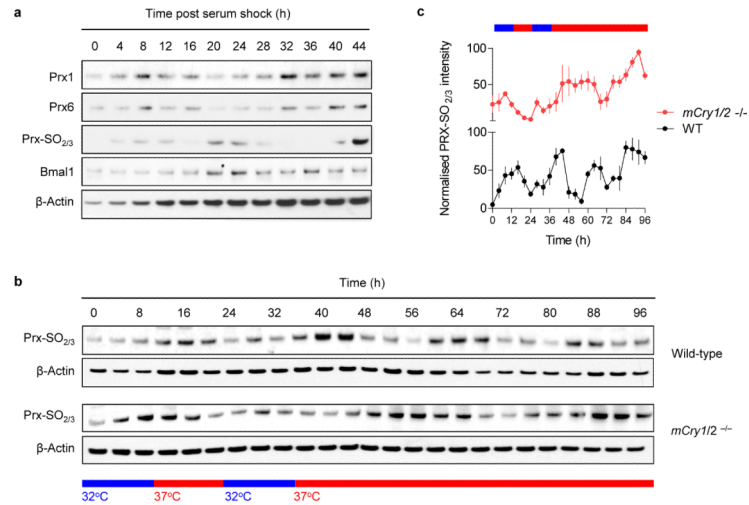 a
Time post serum shock (h)
0 4 8 12 16 20 24 28 32 36 40 44
Prx1
Prx6
Prx-SO2/3
Bmal1
β-Actin
c
100
50
100
50
0
Normalised PRX-SO2/3 intensity
0 12 24 36 48 60 72 84 96
Time (h)
mCry1/2 -/-
WT
b
Time (h)
0 8 16 24 32 40 48 56 64 72 80 88 96
Prx-SO2/3
β-Actin
Wild-type
Prx-SO2/3
β-Actin
mCry1/2 –/–
32°C 37°C 32°C 37°C